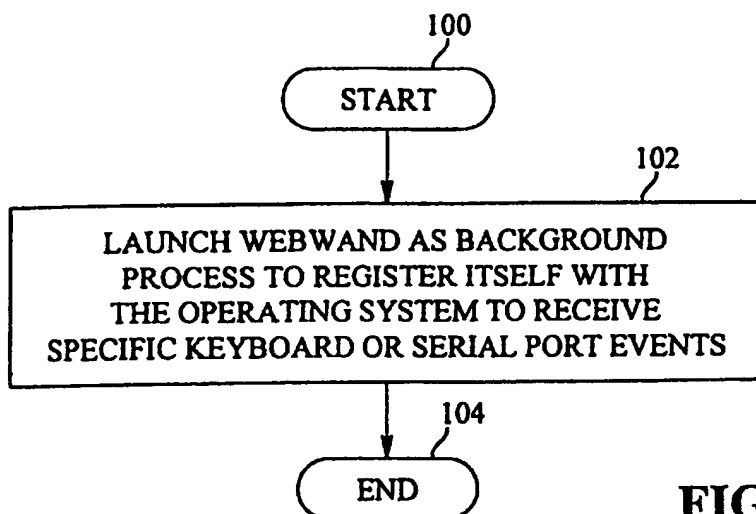 100
START
102
LAUNCH WEBWAND AS BACKGROUND
PROCESS TO REGISTER ITSELF WITH
THE OPERATING SYSTEM TO RECEIVE
SPECIFIC KEYBOARD OR SERIAL PORT EVENTS
104
END
FIG